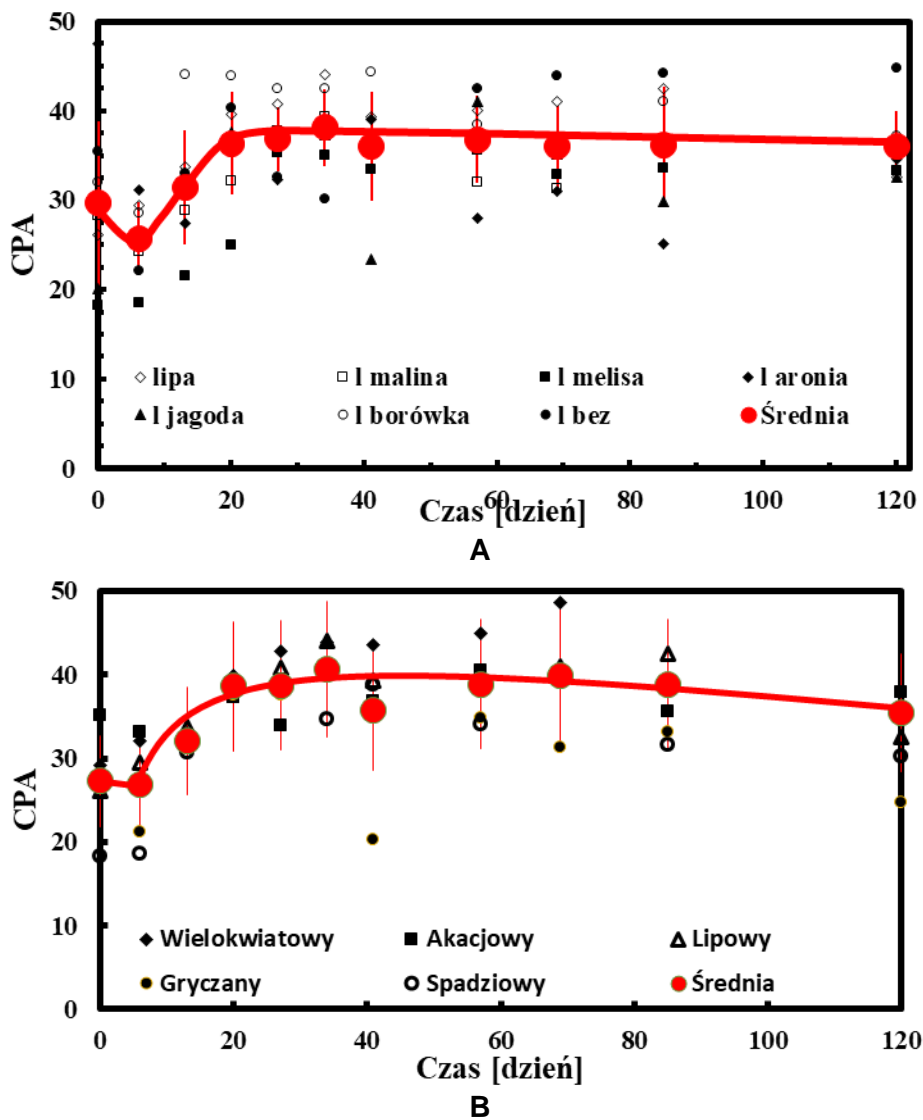 50
40
30
20
10
0
CPA
lipa l malina l melisa l aronia
l jagoda l borówka l bez Średnia
0 20 40 60 80 100 120
Czas [dzień]
A
50
40
30
20
10
0
CPA
Wielokwiatowy Akacjowy Lipowy
Gryczany Spadziowy Średnia
0 20 40 60 80 100 120
Czas [dzień]
B